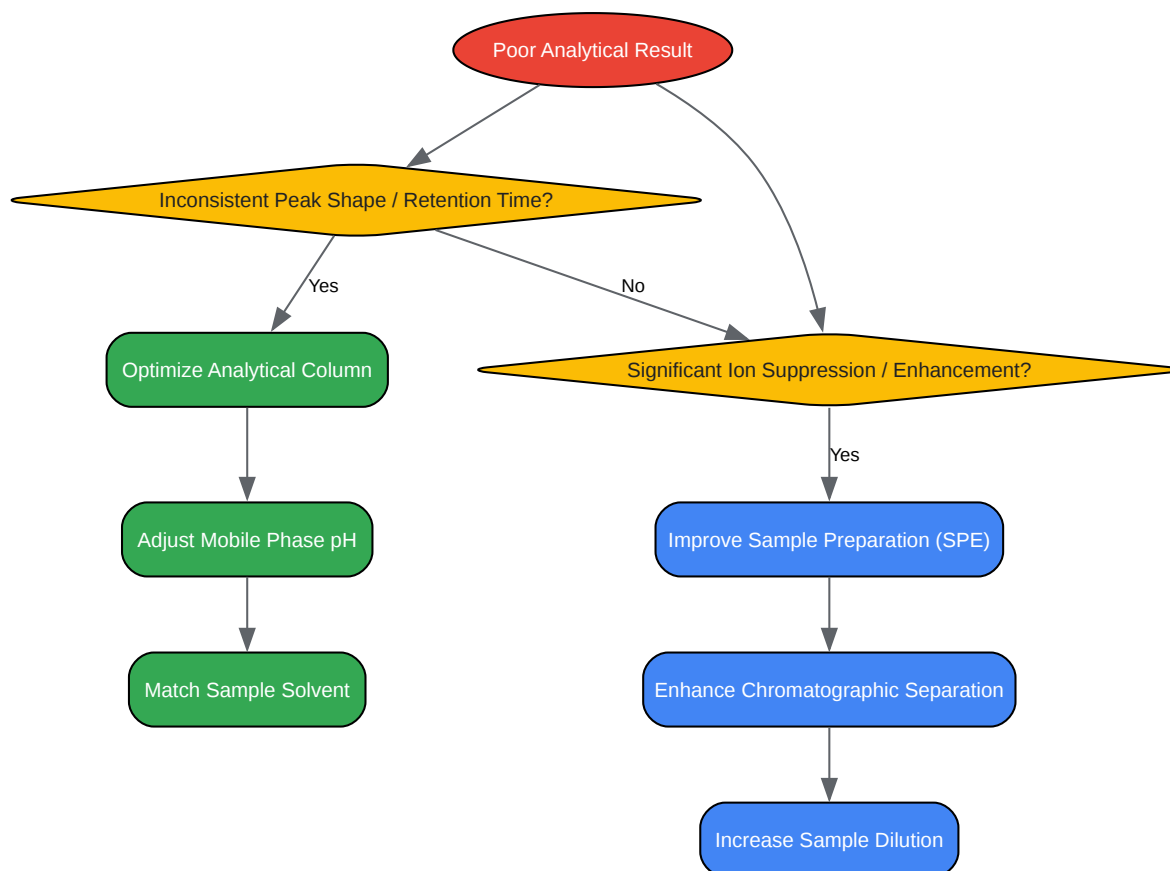 Poor Analytical Result
Inconsistent Peak Shape / Retention Time?
Yes
No
Optimize Analytical Column
Significant Ion Suppression / Enhancement?
Yes
Adjust Mobile Phase pH
Improve Sample Preparation (SPE)
Match Sample Solvent
Enhance Chromatographic Separation
Increase Sample Dilution